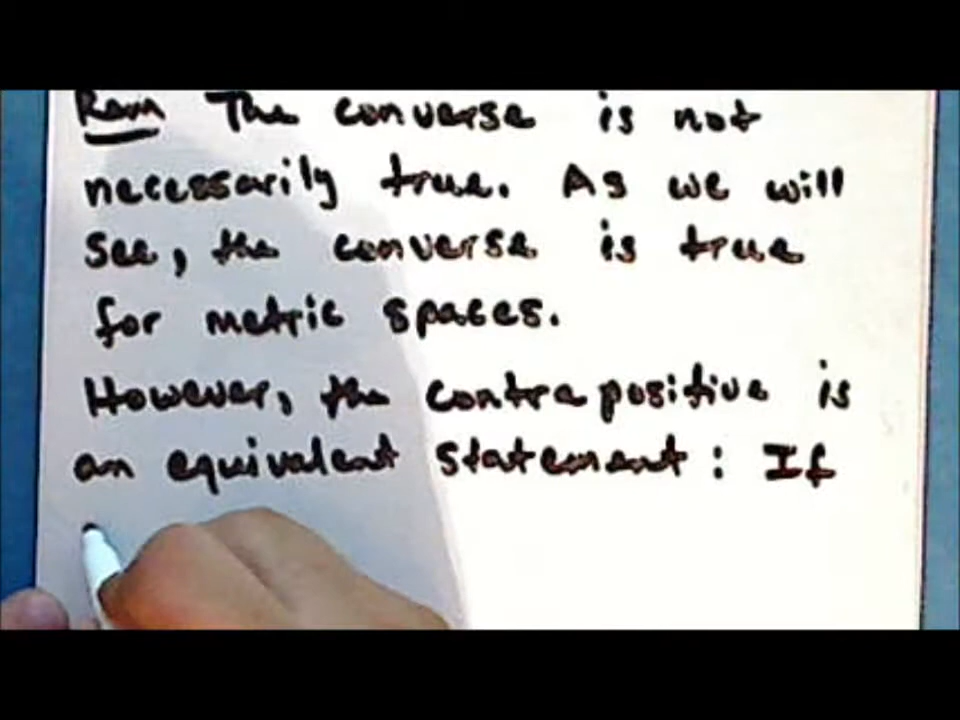 Rem The converse is not
necessarily true. As we will
see, the converse is true
for metric spaces.
However, the contrapositive is
an equivalent statement: If